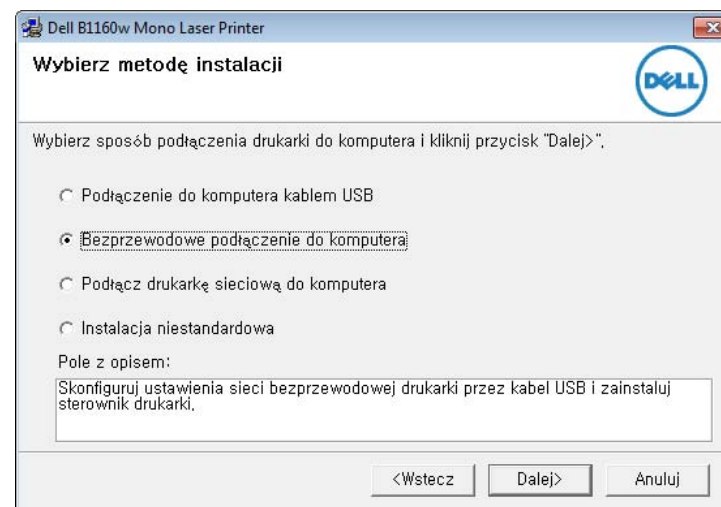 Dell B1160w Mono Laser Printer
Wybierz metodę instalacji
DELL
Wybierz sposób podłączenia drukarki do komputera i kliknij przycisk "Dalej>",
Podłączenie do komputera kablem USB
Bezprzewodowe podłączenie do komputera
Podłącz drukarkę sieciową do komputera
Instalacja niestandardowa
Pole z opisem:
Skonfiguruj ustawienia sieci bezprzewodowej drukarki przez kabel USB i zainstaluj
sterownik drukarki,
<Wstecz Dalej> Anuluj